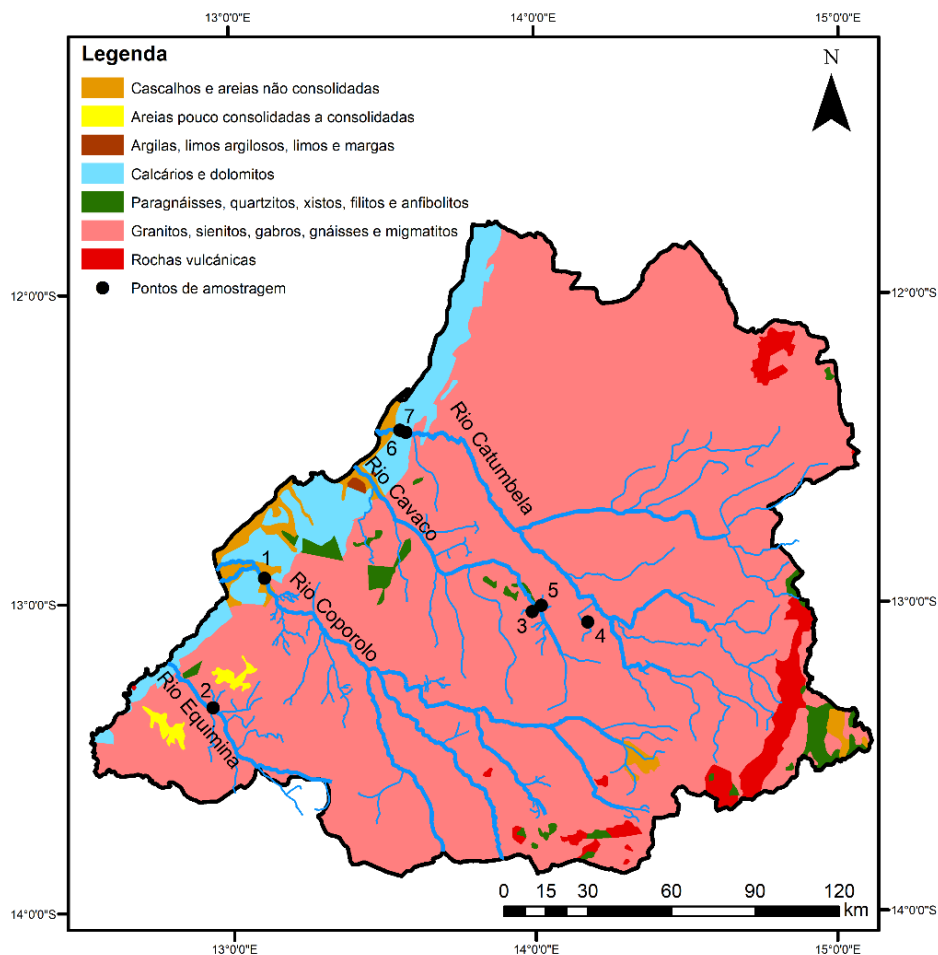 13°0'0"E 14°0'0"E 15°0'0"E
Legenda
N
Cascalhos e areias não consolidadas
Areias pouco consolidadas a consolidadas
Argilas, limos argilosos, limos e margas
Calcários e dolomitos
Paragnáisses, quartzitos, xistos, filitos e anfibolitos
Granitos, sienitos, gabros, gnáisses e migmatitos
Rochas vulcánicas
Pontos de amostragem
12°0'0"S 12°0'0"S
7
6
Rio Catumbela
Rio Cavaco
1
Rio Coporolo
13°0'0"S 13°0'0"S
5
3
4
2
Rio Equimina
0 15 30 60 90 120
km
14°0'0"S 14°0'0"S
13°0'0"E 14°0'0"E 15°0'0"E